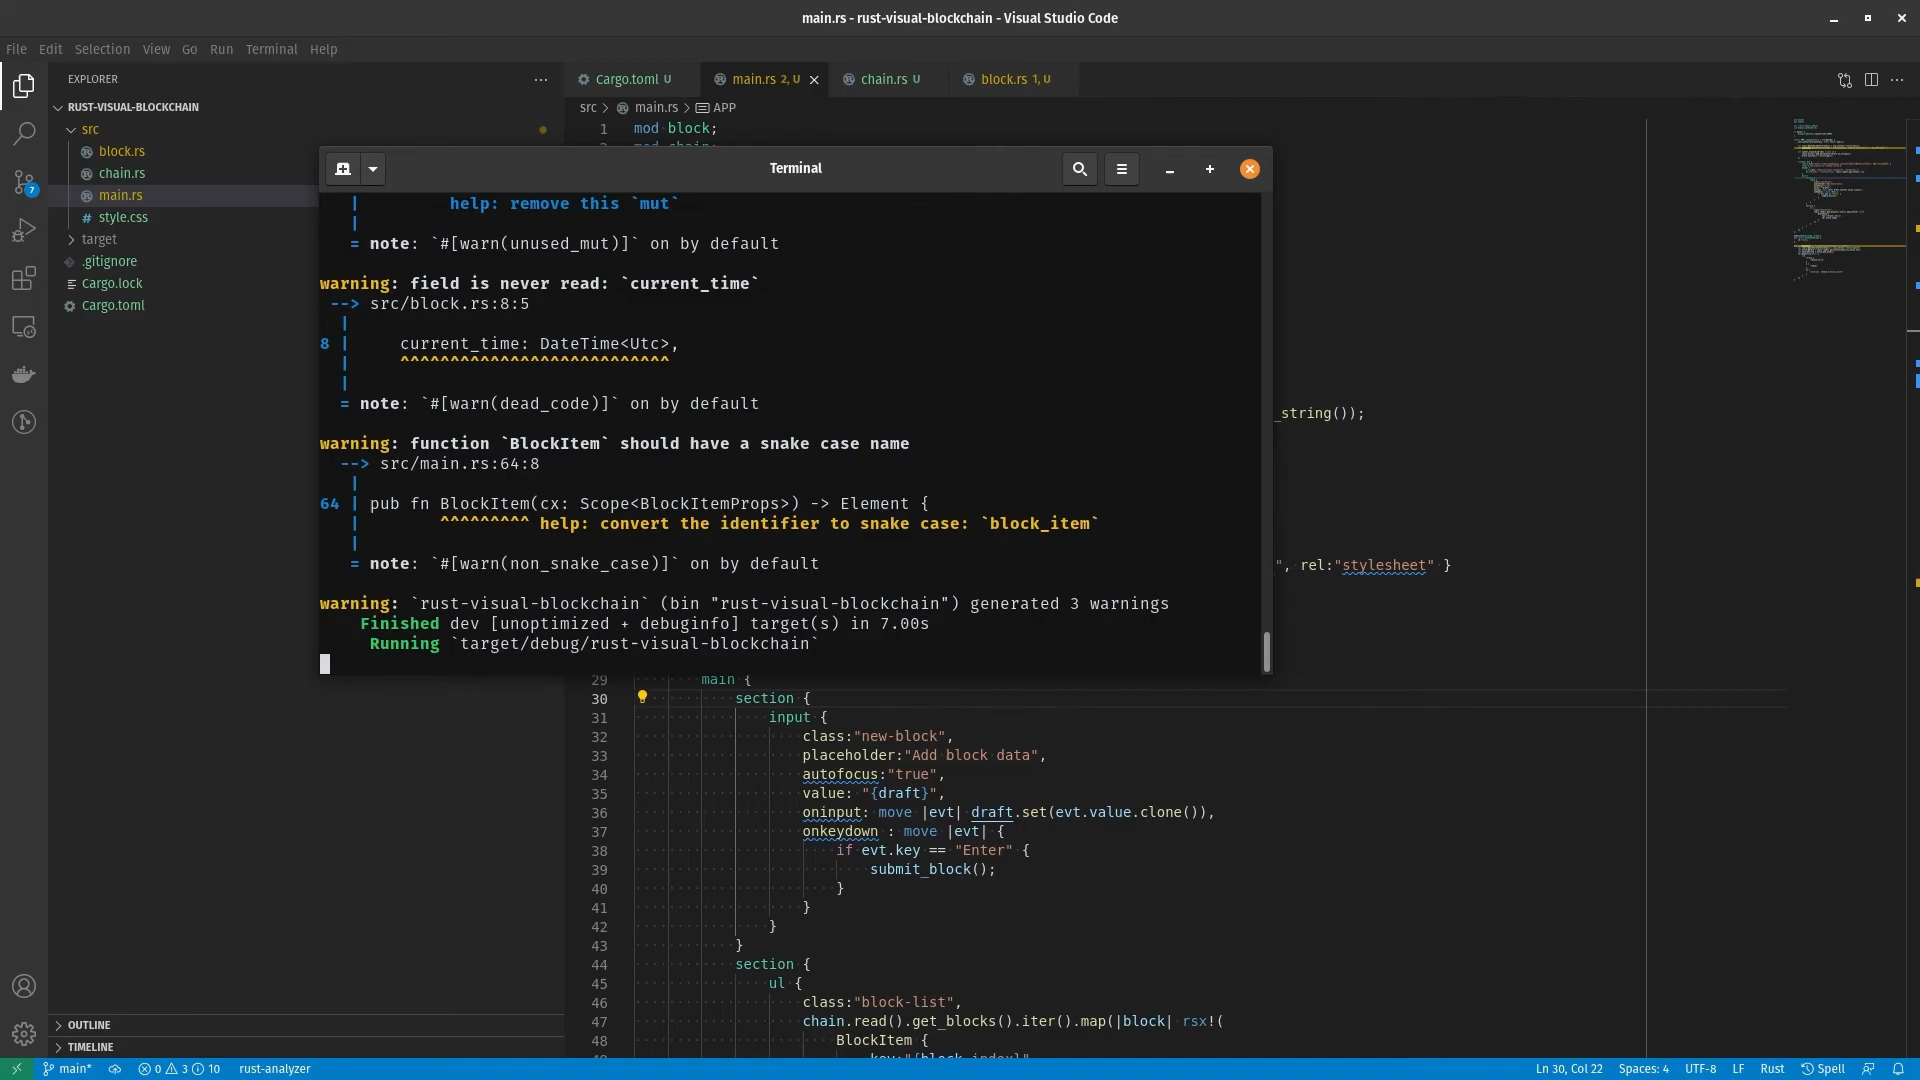 main.rs - rust-visual-blockchain - Visual Studio Code
File Edit Selection View Go Run Terminal Help
EXPLORER
RUST-VISUAL-BLOCKCHAIN
src
block.rs
chain.rs
main.rs
style.css
target
.gitignore
Cargo.lock
Cargo.toml
OUTLINE
TIMELINE
7
Cargo.toml U main.rs 2, U chain.rs U block.rs 1, U
src > main.rs > APP
1 mod block;
Terminal
| help: remove this `mut`
|
= note: `#[warn(unused_mut)]` on by default
warning: field is never read: `current_time`
--> src/block.rs:8:5
|
8 | current_time: DateTime<Utc>,
| ^^^^^^^^^^^^^^^^^^^^^^^^^^^
|
= note: `#[warn(dead_code)]` on by default
warning: function `BlockItem` should have a snake case name
--> src/main.rs:64:8
|
64 | pub fn BlockItem(cx: Scope<BlockItemProps>) -> Element {
| ^^^^^^^^^ help: convert the identifier to snake case: `block_item`
|
= note: `#[warn(non_snake_case)]` on by default
warning: `rust-visual-blockchain` (bin "rust-visual-blockchain") generated 3 warnings
Finished dev [unoptimized + debuginfo] target(s) in 7.00s
Running `target/debug/rust-visual-blockchain`
_string());
", rel:"stylesheet" }
29 main {
30 section {
31 input {
32 class:"new-block",
33 placeholder:"Add block data",
34 autofocus:"true",
35 value: "{draft}",
36 oninput: move |evt| draft.set(evt.value.clone()),
37 onkeydown : move |evt| {
38 if evt.key == "Enter" {
39 submit_block();
40 }
41 }
42 }
43 }
44 section {
45 ul {
46 class:"block-list",
47 chain.read().get_blocks().iter().map(|block| rsx!(
48 BlockItem {
main* 0 3 10 rust-analyzer
Ln 30, Col 22 Spaces: 4 UTF-8 LF Rust Spell